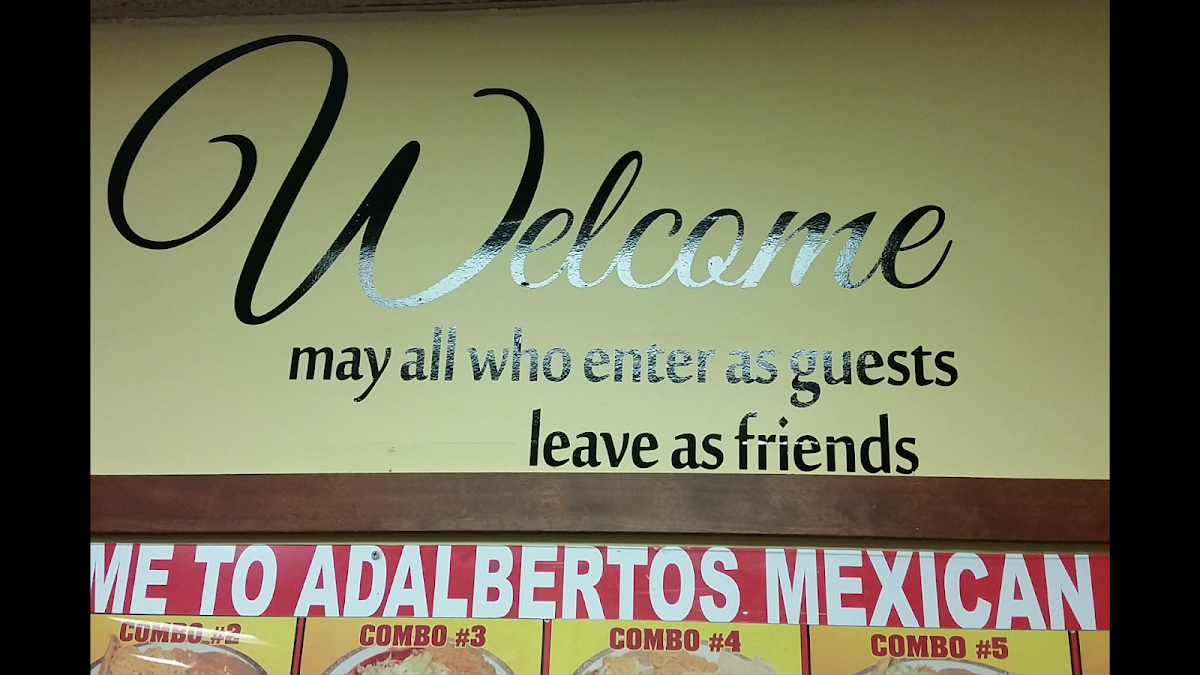 Welcome
may all who enter as guests
leave as friends
ME TO ADALBERTOS MEXICAN
COMBO #2 COMBO #3 COMBO #4 COMBO #5